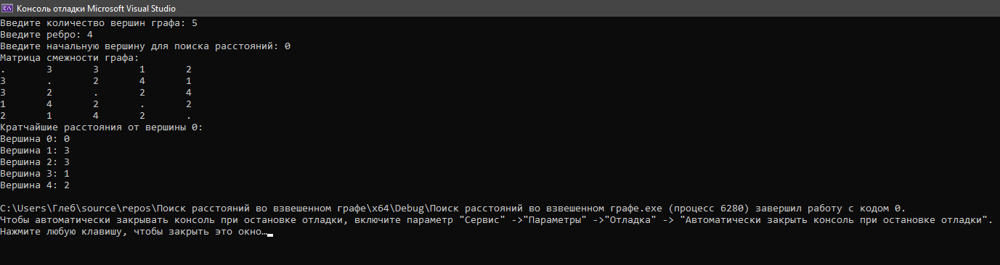 Консоль отладки Microsoft Visual Studio
Введите количество вершин графа: 5
Введите ребро: 4
Введите начальную вершину для поиска расстояний: 0
Матрица смежности графа:
. 3 3 1 2
3 . 2 4 1
3 2 . 2 4
1 4 2 . 2
2 1 4 2 .
Кратчайшие расстояния от вершины 0:
Вершина 0: 0
Вершина 1: 3
Вершина 2: 3
Вершина 3: 1
Вершина 4: 2
C:\Users\Глеб\source\repos\Поиск расстояний во взвешенном графе\x64\Debug\Поиск расстояний во взвешенном графе.exe (процесс 6280) завершил работу с кодом 0.
Чтобы автоматически закрывать консоль при остановке отладки, включите параметр "Сервис" ->"Параметры" ->"Отладка" -> "Автоматически закрыть консоль при остановке отладки".
Нажмите любую клавишу, чтобы закрыть это окно…